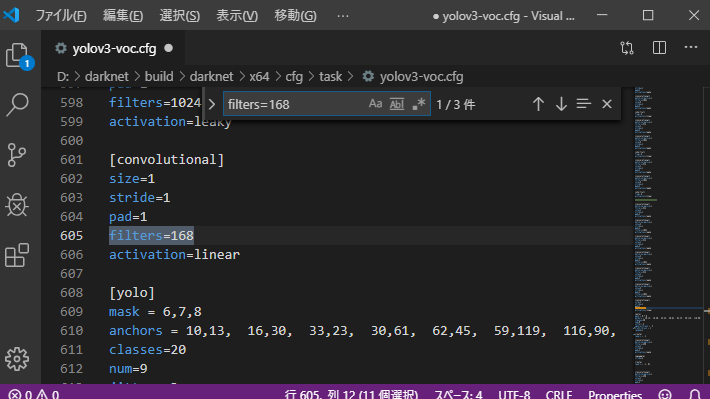 ファイル(F) 編集(E) 選択(S) 表示(V) 移動(G) ··· ● yolov3-voc.cfg - Visual ...
yolov3-voc.cfg ●
D: > darknet > build > darknet > x64 > cfg > task > yolov3-voc.cfg
filters=168 Aa Abl .* 1 / 3 件
598 filters=1024
599 activation=leaky
600
601 [convolutional]
602 size=1
603 stride=1
604 pad=1
605 filters=168
606 activation=linear
607
608 [yolo]
609 mask = 6,7,8
610 anchors = 10,13, 16,30, 33,23, 30,61, 62,45, 59,119, 116,90,
611 classes=20
612 num=9
1
0 0 行 605、列 12 (11 個選択) スペース: 4 UTF-8 CRLF Properties